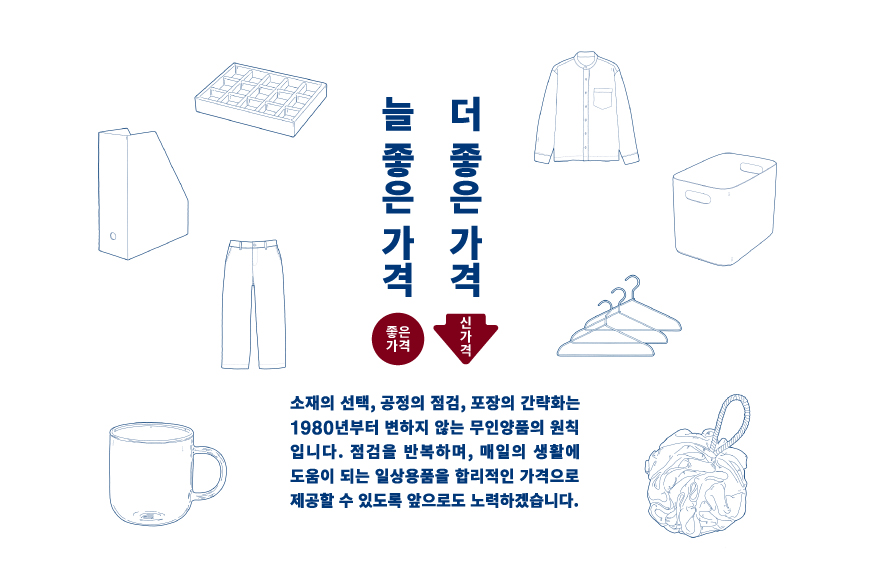 더 좋은 가격
늘 좋은 가격
신가격
좋은
가격
소재의 선택, 공정의 점검, 포장의 간략화는
1980년부터 변하지 않는 무인양품의 원칙
입니다. 점검을 반복하며, 매일의 생활에
도움이 되는 일상용품을 합리적인 가격으로
제공할 수 있도록 앞으로도 노력하겠습니다.